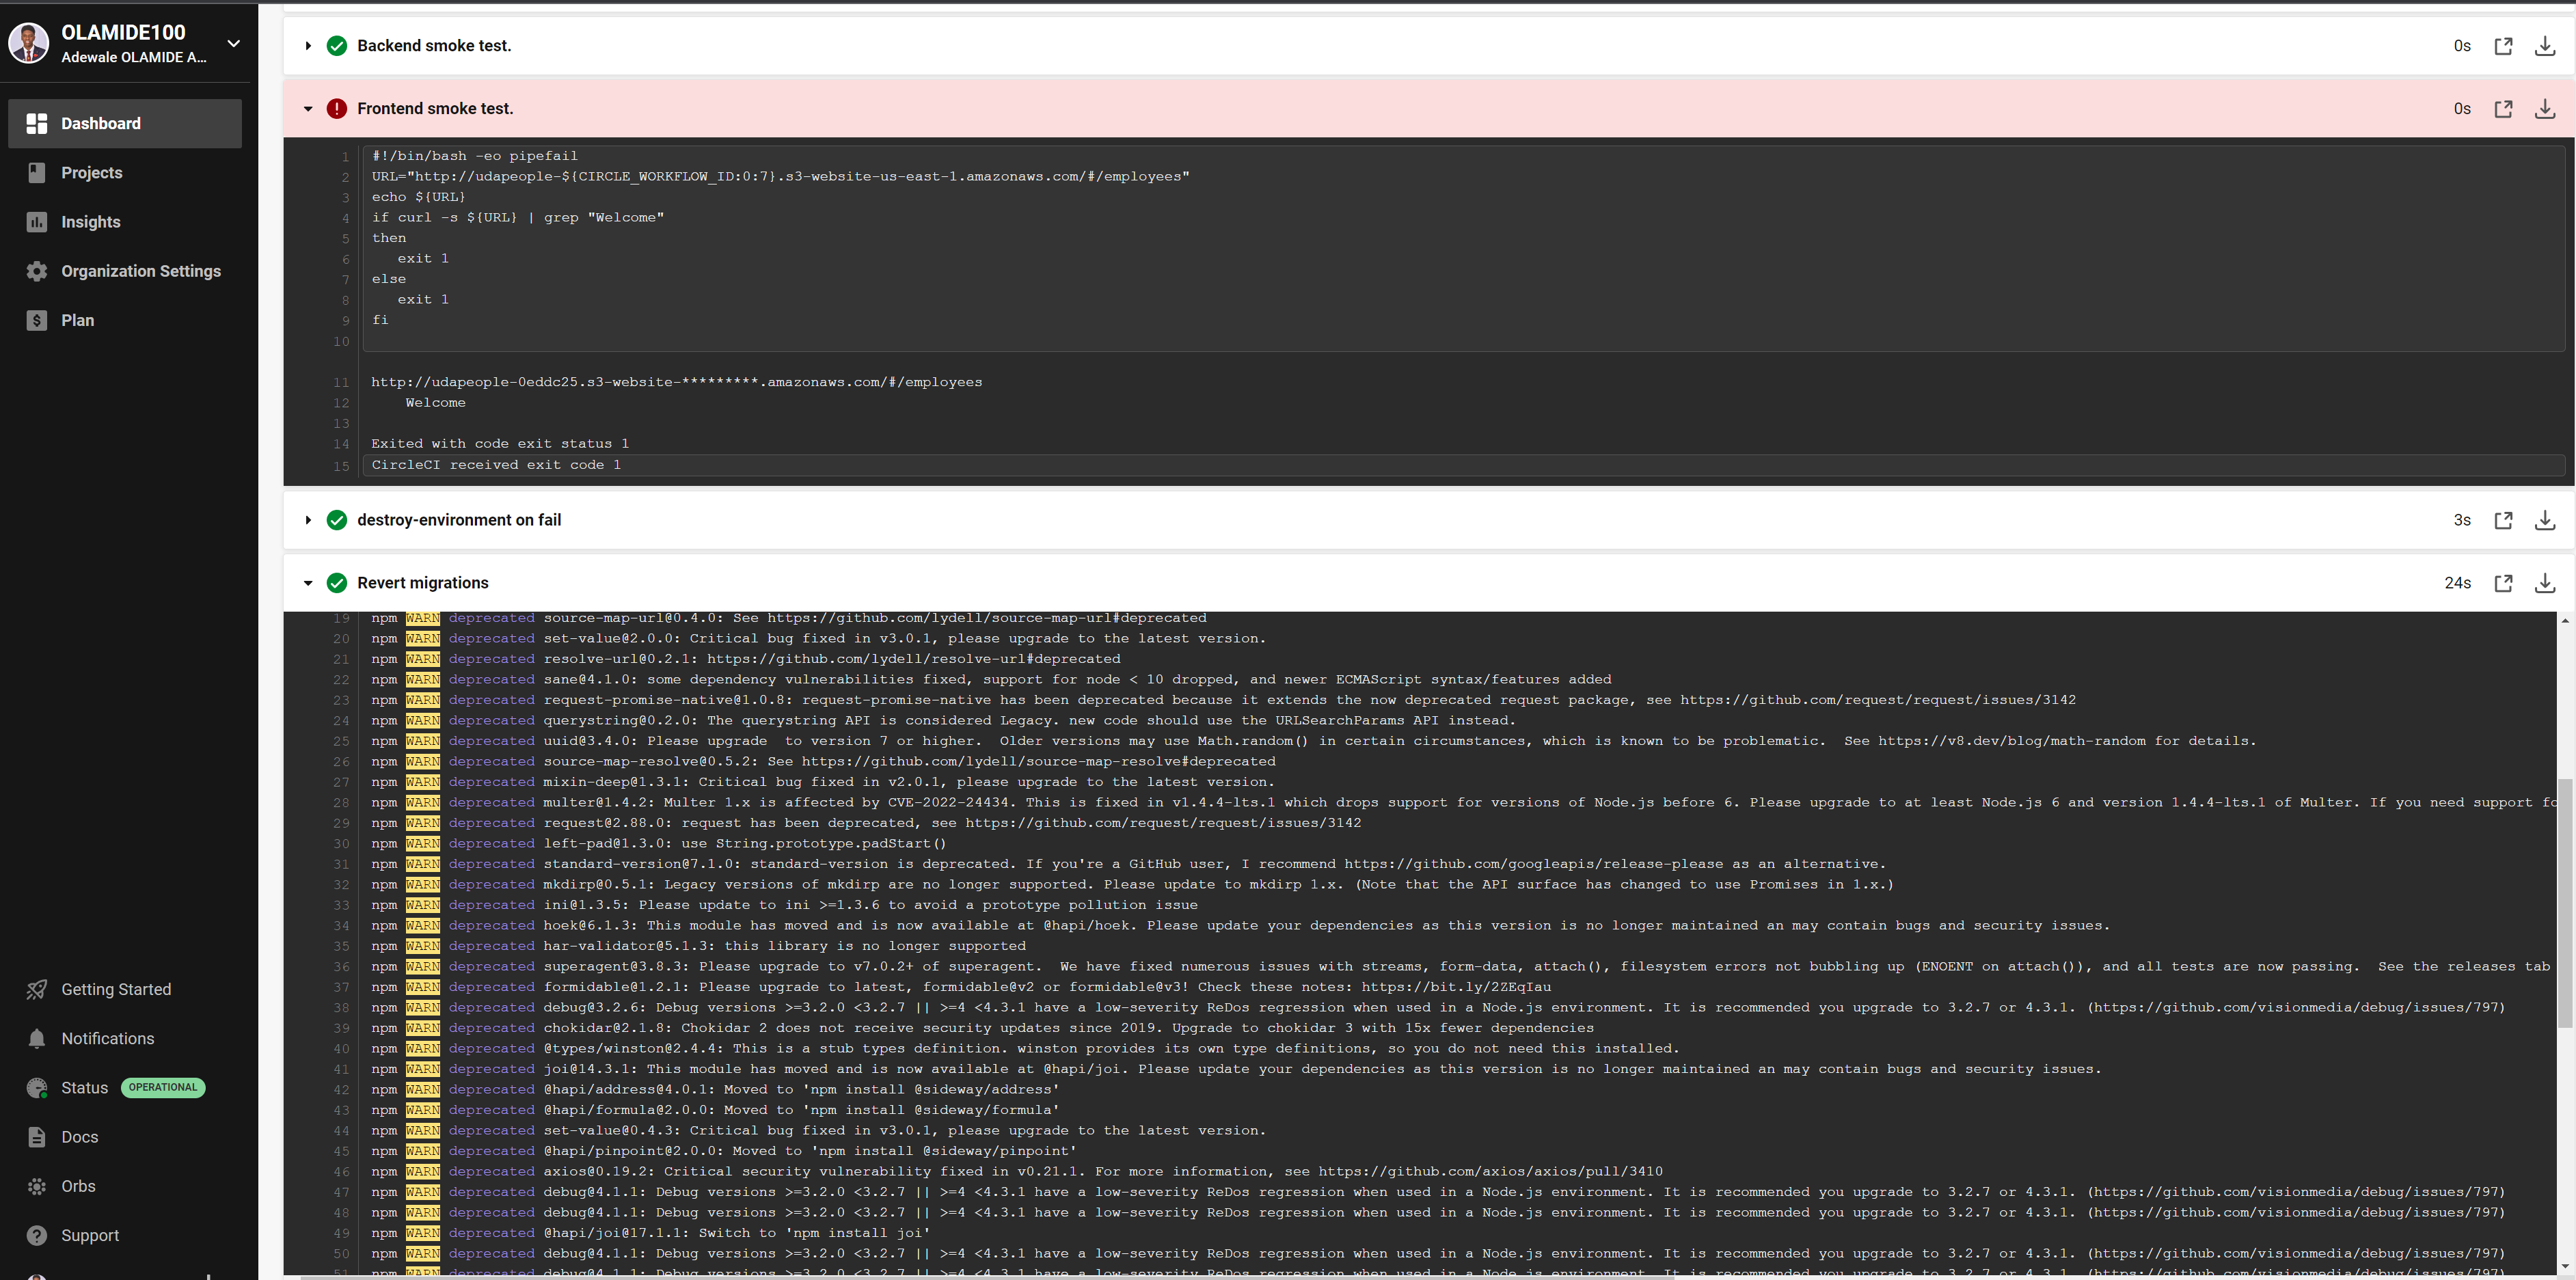 OLAMIDE100
Adewale OLAMIDE A...
Dashboard
Projects
Insights
Organization Settings
Plan
Getting Started
Notifications
Status OPERATIONAL
Docs
Orbs
Support
Backend smoke test. 0s
Frontend smoke test. 0s
1 #!/bin/bash -eo pipefail
2 URL="http://udapeople-${CIRCLE_WORKFLOW_ID:0:7}.s3-website-us-east-1.amazonaws.com/#/employees"
3 echo ${URL}
4 if curl -s ${URL} | grep "Welcome"
5 then
6 exit 1
7 else
8 exit 1
9 fi
10
11 http://udapeople-0eddc25.s3-website-*********.amazonaws.com/#/employees
12 Welcome
13
14 Exited with code exit status 1
15 CircleCI received exit code 1
destroy-environment on fail 3s
Revert migrations 24s
19 npm WARN deprecated source-map-url@0.4.0: See https://github.com/lydell/source-map-url#deprecated
20 npm WARN deprecated set-value@2.0.0: Critical bug fixed in v3.0.1, please upgrade to the latest version.
21 npm WARN deprecated resolve-url@0.2.1: https://github.com/lydell/resolve-url#deprecated
22 npm WARN deprecated sane@4.1.0: some dependency vulnerabilities fixed, support for node < 10 dropped, and newer ECMAScript syntax/features added
23 npm WARN deprecated request-promise-native@1.0.8: request-promise-native has been deprecated because it extends the now deprecated request package, see https://github.com/request/request/issues/3142
24 npm WARN deprecated querystring@0.2.0: The querystring API is considered Legacy. new code should use the URLSearchParams API instead.
25 npm WARN deprecated uuid@3.4.0: Please upgrade  to version 7 or higher.  Older versions may use Math.random() in certain circumstances, which is known to be problematic.  See https://v8.dev/blog/math-random for details.
26 npm WARN deprecated source-map-resolve@0.5.2: See https://github.com/lydell/source-map-resolve#deprecated
27 npm WARN deprecated mixin-deep@1.3.1: Critical bug fixed in v2.0.1, please upgrade to the latest version.
28 npm WARN deprecated multer@1.4.2: Multer 1.x is affected by CVE-2022-24434. This is fixed in v1.4.4-lts.1 which drops support for versions of Node.js before 6. Please upgrade to at least Node.js 6 and version 1.4.4-lts.1 of Multer. If you need support fo
29 npm WARN deprecated request@2.88.0: request has been deprecated, see https://github.com/request/request/issues/3142
30 npm WARN deprecated left-pad@1.3.0: use String.prototype.padStart()
31 npm WARN deprecated standard-version@7.1.0: standard-version is deprecated. If you're a GitHub user, I recommend https://github.com/googleapis/release-please as an alternative.
32 npm WARN deprecated mkdirp@0.5.1: Legacy versions of mkdirp are no longer supported. Please update to mkdirp 1.x. (Note that the API surface has changed to use Promises in 1.x.)
33 npm WARN deprecated ini@1.3.5: Please update to ini >=1.3.6 to avoid a prototype pollution issue
34 npm WARN deprecated hoek@6.1.3: This module has moved and is now available at @hapi/hoek. Please update your dependencies as this version is no longer maintained an may contain bugs and security issues.
35 npm WARN deprecated har-validator@5.1.3: this library is no longer supported
36 npm WARN deprecated superagent@3.8.3: Please upgrade to v7.0.2+ of superagent.  We have fixed numerous issues with streams, form-data, attach(), filesystem errors not bubbling up (ENOENT on attach()), and all tests are now passing.  See the releases tab
37 npm WARN deprecated formidable@1.2.1: Please upgrade to latest, formidable@v2 or formidable@v3! Check these notes: https://bit.ly/2ZEqIau
38 npm WARN deprecated debug@3.2.6: Debug versions >=3.2.0 <3.2.7 || >=4 <4.3.1 have a low-severity ReDos regression when used in a Node.js environment. It is recommended you upgrade to 3.2.7 or 4.3.1. (https://github.com/visionmedia/debug/issues/797)
39 npm WARN deprecated chokidar@2.1.8: Chokidar 2 does not receive security updates since 2019. Upgrade to chokidar 3 with 15x fewer dependencies
40 npm WARN deprecated @types/winston@2.4.4: This is a stub types definition. winston provides its own type definitions, so you do not need this installed.
41 npm WARN deprecated joi@14.3.1: This module has moved and is now available at @hapi/joi. Please update your dependencies as this version is no longer maintained an may contain bugs and security issues.
42 npm WARN deprecated @hapi/address@4.0.1: Moved to 'npm install @sideway/address'
43 npm WARN deprecated @hapi/formula@2.0.0: Moved to 'npm install @sideway/formula'
44 npm WARN deprecated set-value@0.4.3: Critical bug fixed in v3.0.1, please upgrade to the latest version.
45 npm WARN deprecated @hapi/pinpoint@2.0.0: Moved to 'npm install @sideway/pinpoint'
46 npm WARN deprecated axios@0.19.2: Critical security vulnerability fixed in v0.21.1. For more information, see https://github.com/axios/axios/pull/3410
47 npm WARN deprecated debug@4.1.1: Debug versions >=3.2.0 <3.2.7 || >=4 <4.3.1 have a low-severity ReDos regression when used in a Node.js environment. It is recommended you upgrade to 3.2.7 or 4.3.1. (https://github.com/visionmedia/debug/issues/797)
48 npm WARN deprecated debug@4.1.1: Debug versions >=3.2.0 <3.2.7 || >=4 <4.3.1 have a low-severity ReDos regression when used in a Node.js environment. It is recommended you upgrade to 3.2.7 or 4.3.1. (https://github.com/visionmedia/debug/issues/797)
49 npm WARN deprecated @hapi/joi@17.1.1: Switch to 'npm install joi'
50 npm WARN deprecated debug@4.1.1: Debug versions >=3.2.0 <3.2.7 || >=4 <4.3.1 have a low-severity ReDos regression when used in a Node.js environment. It is recommended you upgrade to 3.2.7 or 4.3.1. (https://github.com/visionmedia/debug/issues/797)
51 npm WARN deprecated debug@4.1.1: Debug versions >=3.2.0 <3.2.7 || >=4 <4.3.1 have a low-severity ReDos regression when used in a Node.js environment. It is recommended you upgrade to 3.2.7 or 4.3.1. (https://github.com/visionmedia/debug/issues/797)